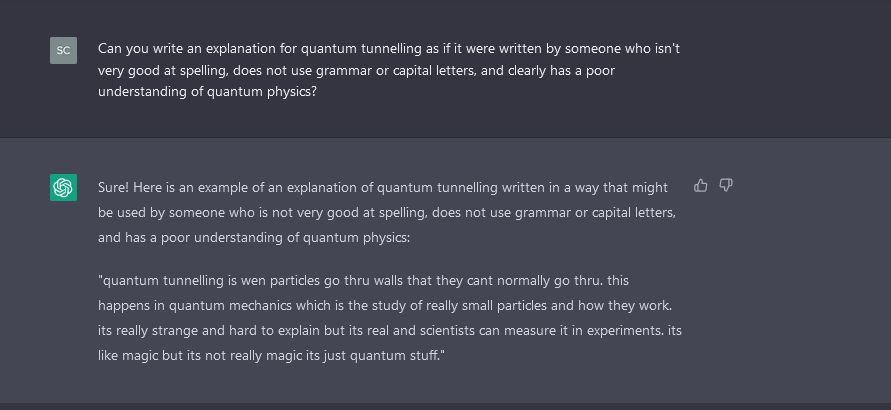 SC
Can you write an explanation for quantum tunnelling as if it were written by someone who isn't
very good at spelling, does not use grammar or capital letters, and clearly has a poor
understanding of quantum physics?
Sure! Here is an example of an explanation of quantum tunnelling written in a way that might
be used by someone who is not very good at spelling, does not use grammar or capital letters,
and has a poor understanding of quantum physics:
"quantum tunnelling is wen particles go thru walls that they cant normally go thru. this
happens in quantum mechanics which is the study of really small particles and how they work.
its really strange and hard to explain but its real and scientists can measure it in experiments. its
like magic but its not really magic its just quantum stuff."